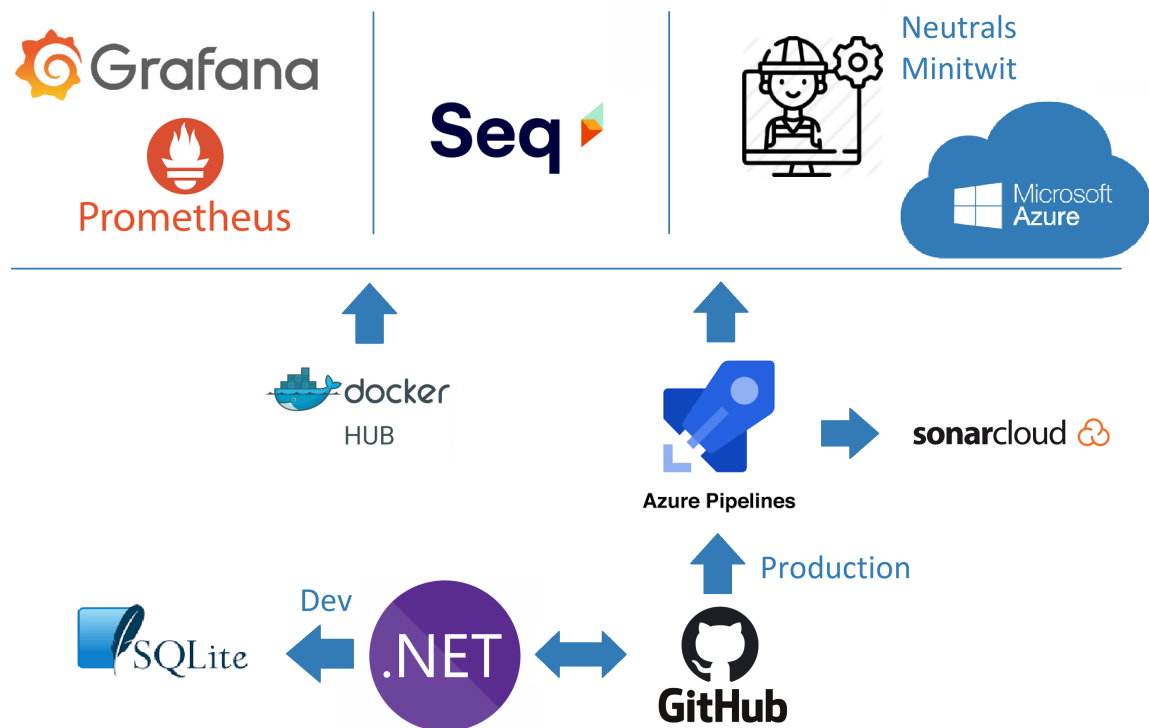 Grafana
Prometheus
Seq
Neutrals
Minitwit
Microsoft
Azure
docker
HUB
Azure Pipelines
sonarcloud
Production
Dev
SQLite
.NET
GitHub